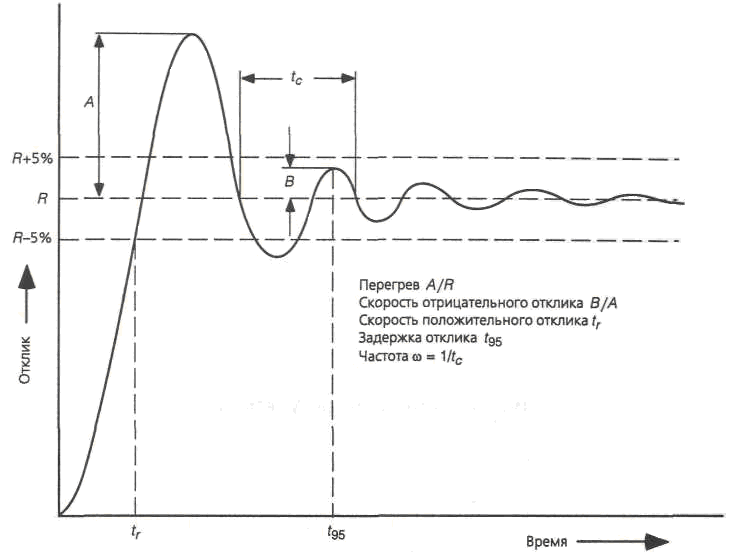 A
t_c
R+5%
B
R
R–5%
Перегрев A/R
Скорость отрицательного отклика B/A
Скорость положительного отклика t_r
Задержка отклика t_95
Частота ω = 1/t_c
Отклик
t_r
t_95
Время